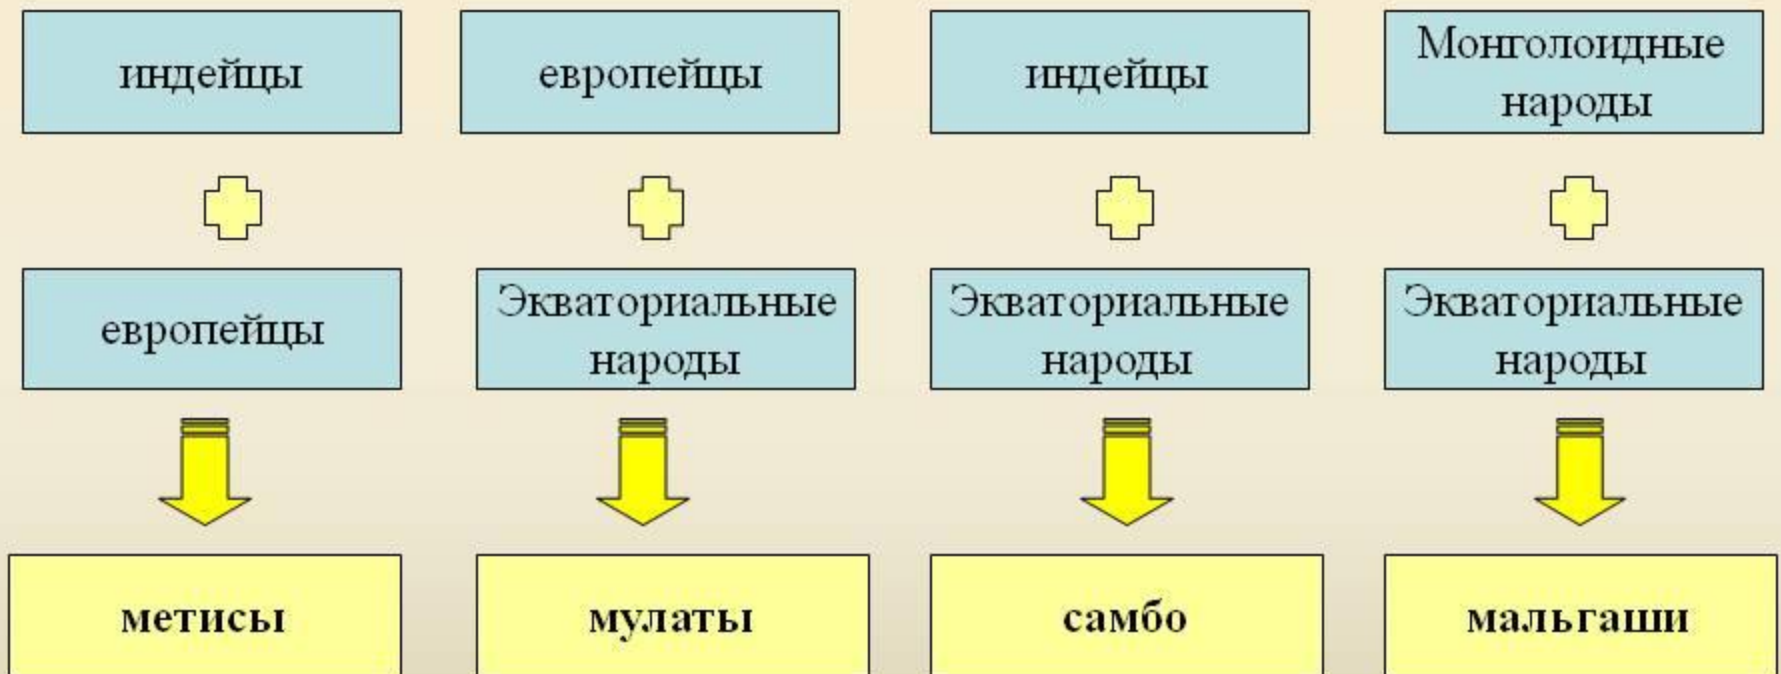 индейцы
европейцы
индейцы
Монголоидные
народы
европейцы
Экваториальные
народы
Экваториальные
народы
Экваториальные
народы
метисы
мулаты
самбо
мальгаши